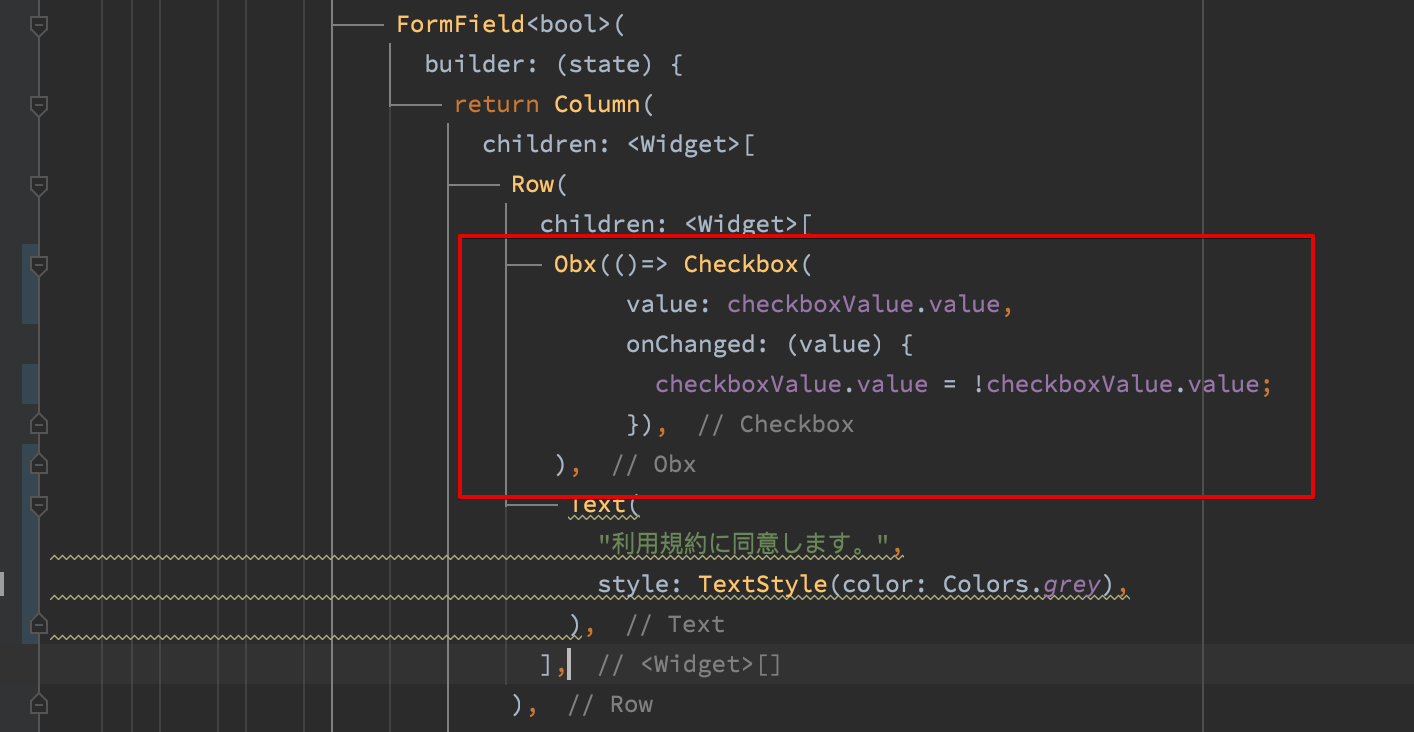 FormField<bool>(
builder: (state) {
return Column(
children: <Widget>[
Row(
children: <Widget>[
Obx(()=> Checkbox(
value: checkboxValue.value,
onChanged: (value) {
checkboxValue.value = !checkboxValue.value;
}), // Checkbox
), // Obx
Text(
"利用規約に同意します。",
style: TextStyle(color: Colors.grey),
), // Text
], // <Widget>[]
), // Row